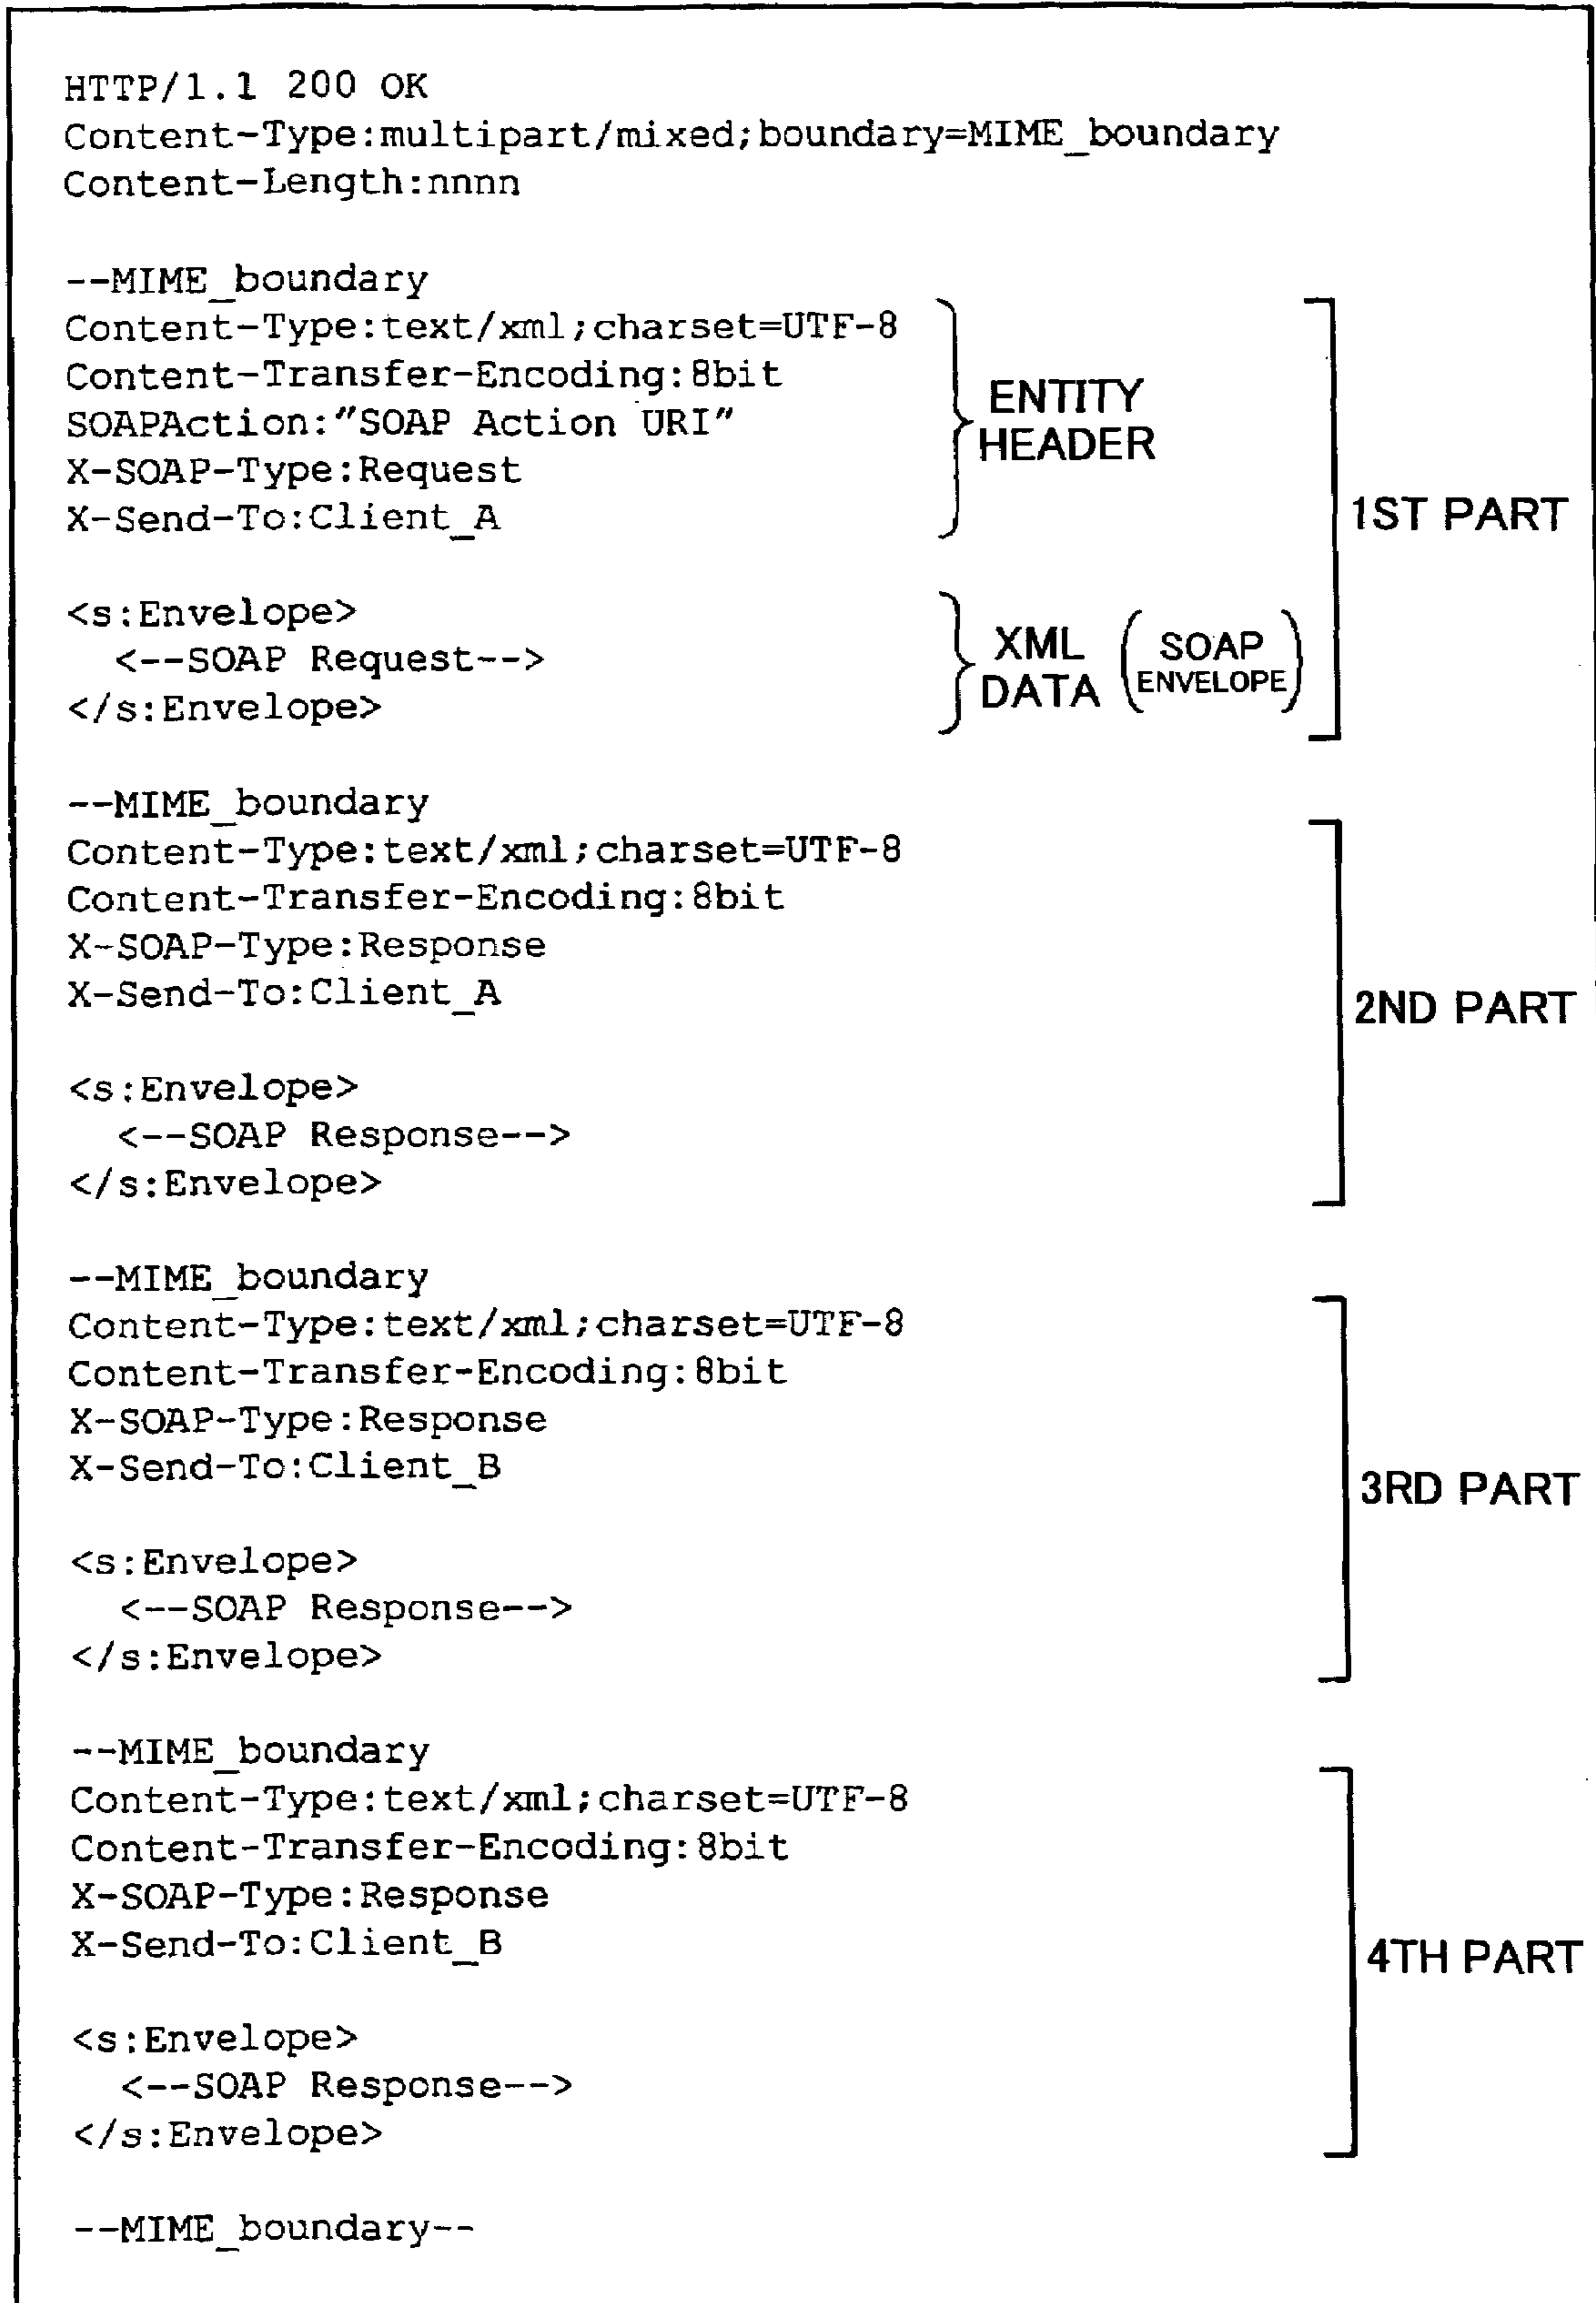 HTTP/1.1 200 OK
Content-Type:multipart/mixed;boundary=MIME_boundary
Content-Length:nnnn
--MIME_boundary
Content-Type:text/xml;charset=UTF-8
Content-Transfer-Encoding:8bit
SOAPAction:"SOAP Action URI"
X-SOAP-Type:Request
X-Send-To:Client_A
ENTITY
HEADER
1ST PART
<s:Envelope>
<--SOAP Request-->
</s:Envelope>
XML
DATA
SOAP
ENVELOPE
--MIME_boundary
Content-Type:text/xml;charset=UTF-8
Content-Transfer-Encoding:8bit
X-SOAP-Type:Response
X-Send-To:Client_A
2ND PART
<s:Envelope>
<--SOAP Response-->
</s:Envelope>
--MIME_boundary
Content-Type:text/xml;charset=UTF-8
Content-Transfer-Encoding:8bit
X-SOAP-Type:Response
X-Send-To:Client_B
3RD PART
<s:Envelope>
<--SOAP Response-->
</s:Envelope>
--MIME_boundary
Content-Type:text/xml;charset=UTF-8
Content-Transfer-Encoding:8bit
X-SOAP-Type:Response
X-Send-To:Client_B
4TH PART
<s:Envelope>
<--SOAP Response-->
</s:Envelope>
--MIME_boundary--